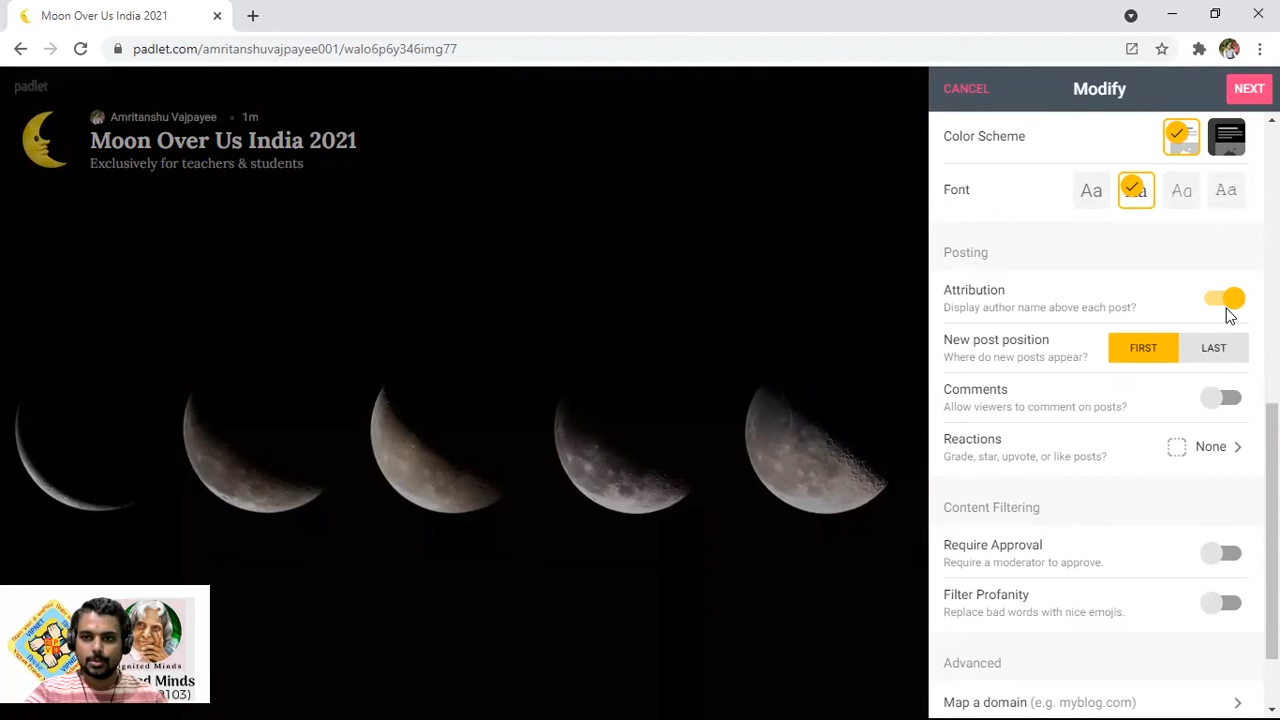 Moon Over Us India 2021
padlet.com/amritanshuvajpayee001/walo6p6y346img77
padlet
Amritanshu Vajpayee • 1m
Moon Over Us India 2021
Exclusively for teachers & students
CANCEL
Modify
NEXT
Color Scheme
Font
Aa
Aa
Aa
Posting
Attribution
Display author name above each post?
New post position
Where do new posts appear?
FIRST
LAST
Comments
Allow viewers to comment on posts?
Reactions
Grade, star, upvote, or like posts?
None
Content Filtering
Require Approval
Require a moderator to approve.
Filter Profanity
Replace bad words with nice emojis.
Advanced
Map a domain (e.g. myblog.com)
VIPNET